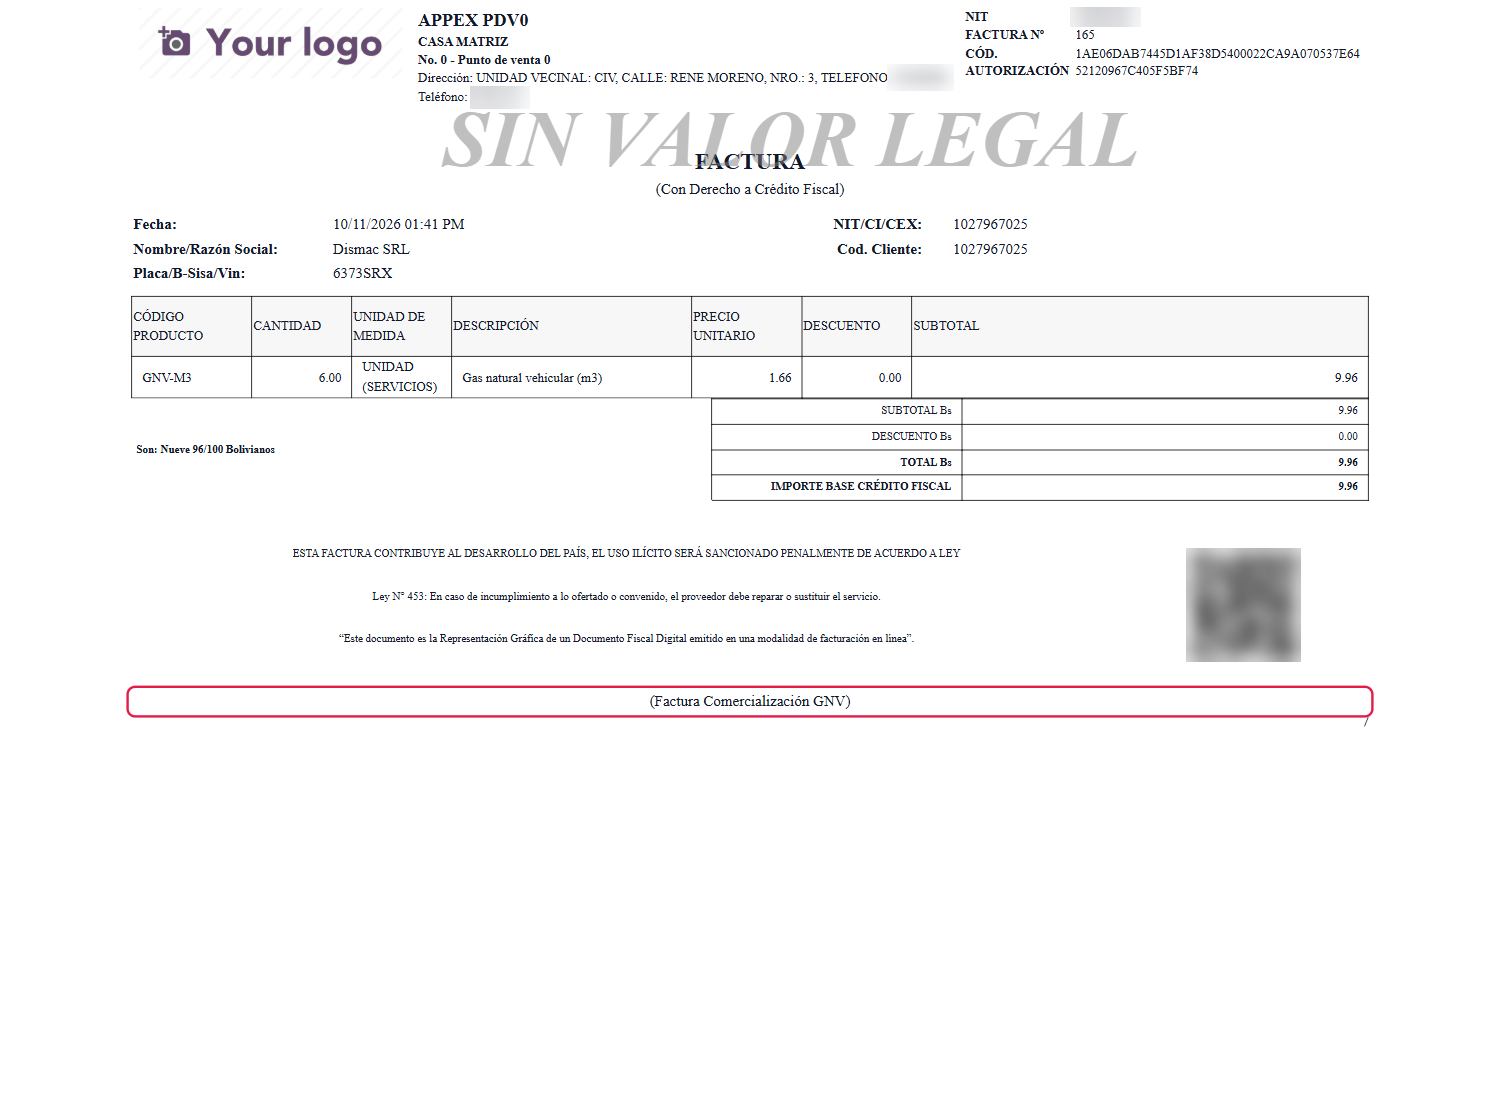 Your logo
APPEX PDV0
CASA MATRIZ
No. 0 - Punto de venta 0
Dirección: UNIDAD VECINAL: CIV, CALLE: RENE MORENO, NRO.: 3, TELEFONO
Teléfono:
NIT
FACTURA Nº 165
CÓD. 1AE06DAB7445D1AF38D5400022CA9A070537E64
AUTORIZACIÓN 52120967C405F5BF74
SIN VALOR LEGAL
FACTURA
(Con Derecho a Crédito Fiscal)
Fecha: 10/11/2026 01:41 PM NIT/CI/CEX: 1027967025
Nombre/Razón Social: Dismac SRL Cod. Cliente: 1027967025
Placa/B-Sisa/Vin: 6373SRX
CÓDIGO PRODUCTO CANTIDAD UNIDAD DE MEDIDA DESCRIPCIÓN PRECIO UNITARIO DESCUENTO SUBTOTAL
GNV-M3 6.00 UNIDAD (SERVICIOS) Gas natural vehicular (m3) 1.66 0.00 9.96
SUBTOTAL Bs 9.96
DESCUENTO Bs 0.00
Son: Nueve 96/100 Bolivianos
TOTAL Bs 9.96
IMPORTE BASE CRÉDITO FISCAL 9.96
ESTA FACTURA CONTRIBUYE AL DESARROLLO DEL PAÍS, EL USO ILÍCITO SERÁ SANCIONADO PENALMENTE DE ACUERDO A LEY
Ley N° 453: En caso de incumplimiento a lo ofertado o convenido, el proveedor debe reparar o sustituir el servicio.
“Este documento es la Representación Gráfica de un Documento Fiscal Digital emitido en una modalidad de facturación en línea”.
(Factura Comercialización GNV)
/